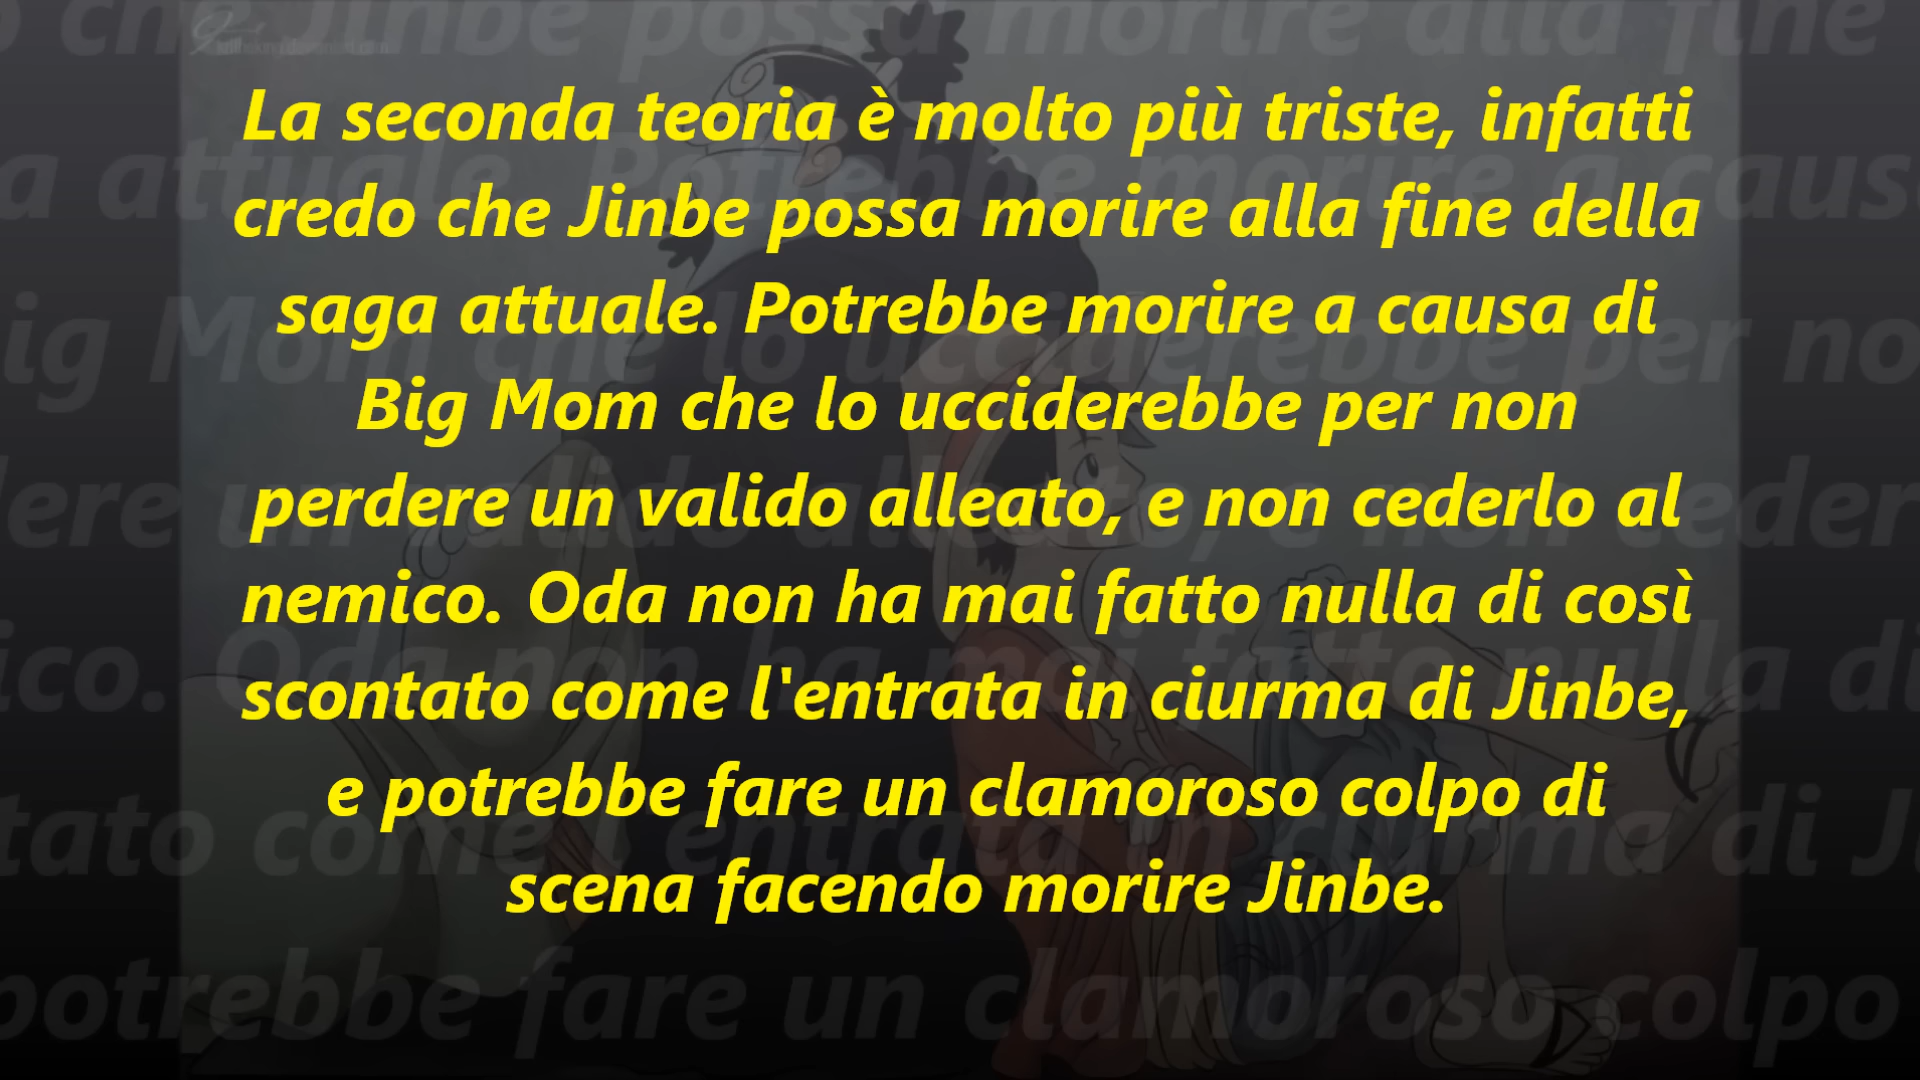 La seconda teoria è molto più triste, infatti
credo che Jinbe possa morire alla fine della
saga attuale. Potrebbe morire a causa di
Big Mom che lo ucciderebbe per non
perdere un valido alleato, e non cederlo al
nemico. Oda non ha mai fatto nulla di così
scontato come l'entrata in ciurma di Jinbe,
e potrebbe fare un clamoroso colpo di
scena facendo morire Jinbe.